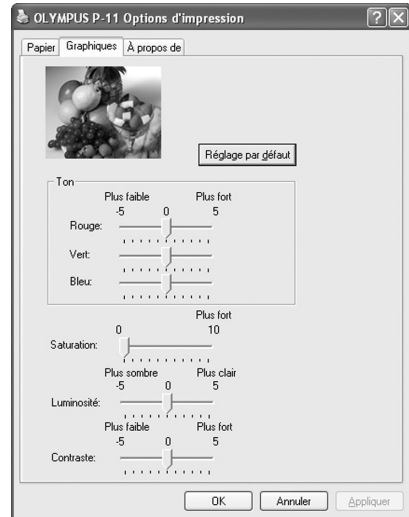 OLYMPUS P-11 Options d'impression
Papier Graphiques À propos de
Réglage par défaut
Ton
Plus faible Plus fort
-5 0 5
Rouge:
Vert:
Bleu:
Plus fort
0 10
Saturation:
Plus sombre Plus clair
-5 0 5
Luminosité:
Plus faible Plus fort
-5 0 5
Contraste:
OK Annuler Appliquer